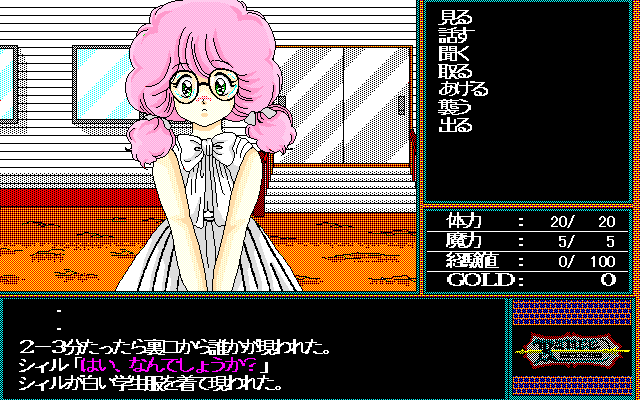 見る
話す
聞く
取る
あげる
襲う
出る
体力 : 20/ 20
魔力 : 5/ 5
経験値 : 0/ 100
GOLD: 0
-
-
2-3分たったら裏口から誰かが現われた。
シィル「はい、なんでしょうか?」
シィルが白い学生服を着て現われた。